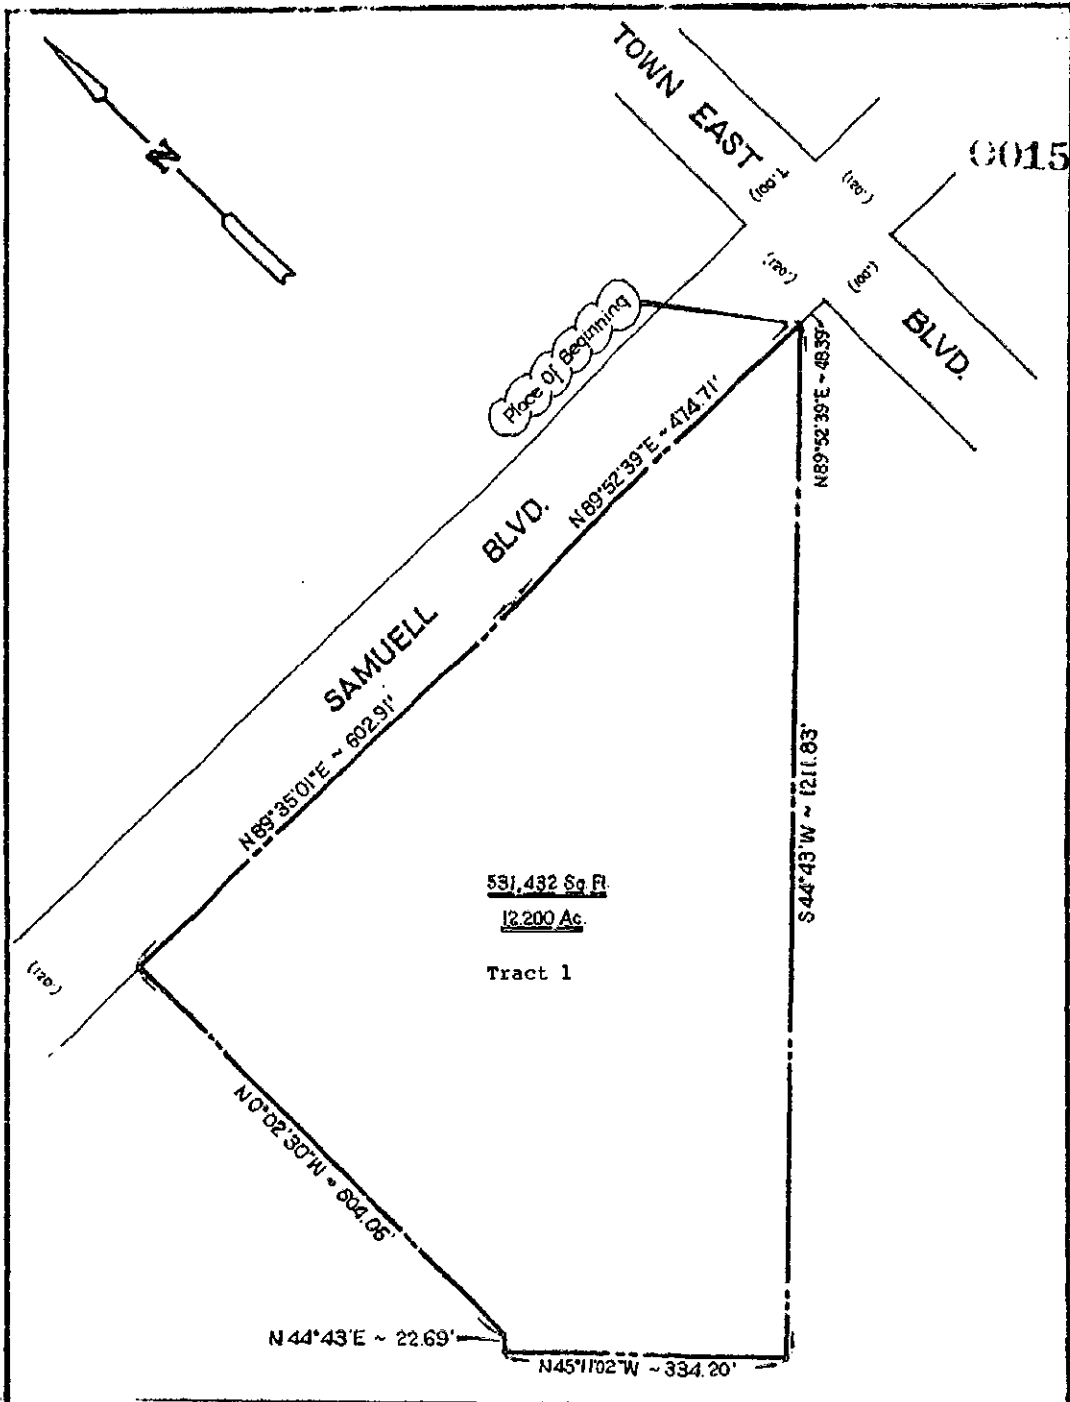 TOWN EAST
BLVD.
0015
N
(100.')
(120.')
(120.')
(100.')
Place Of Beginning
N89°52'39"E ~ 48.39'
N89°52'39"E ~ 474.71'
SAMUELL BLVD.
N89°35'01"E ~ 602.91'
S44°43'W ~ 1211.83'
531,432 Sq. Ft.
12.200 Ac.
Tract 1
(120.')
N0°02'30"W ~ 604.06'
N44°43'E ~ 22.69'
N45°11'02"W ~ 334.20'